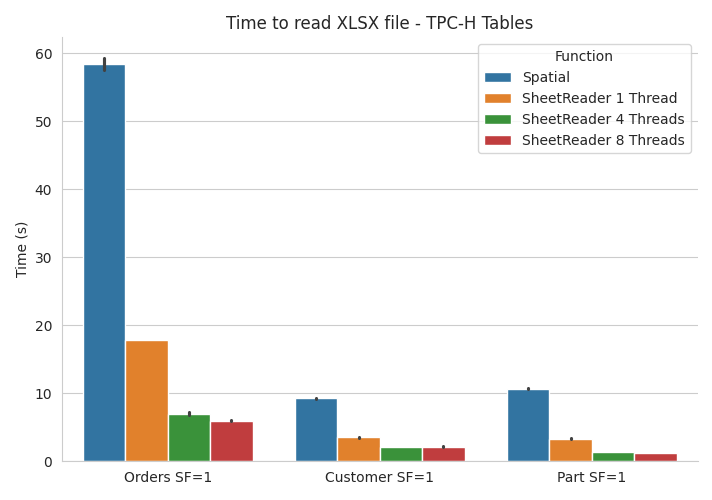 Time to read XLSX file - TPC-H Tables
Function
Spatial
SheetReader 1 Thread
SheetReader 4 Threads
SheetReader 8 Threads
Time (s)
60
50
40
30
20
10
0
Orders SF=1
Customer SF=1
Part SF=1